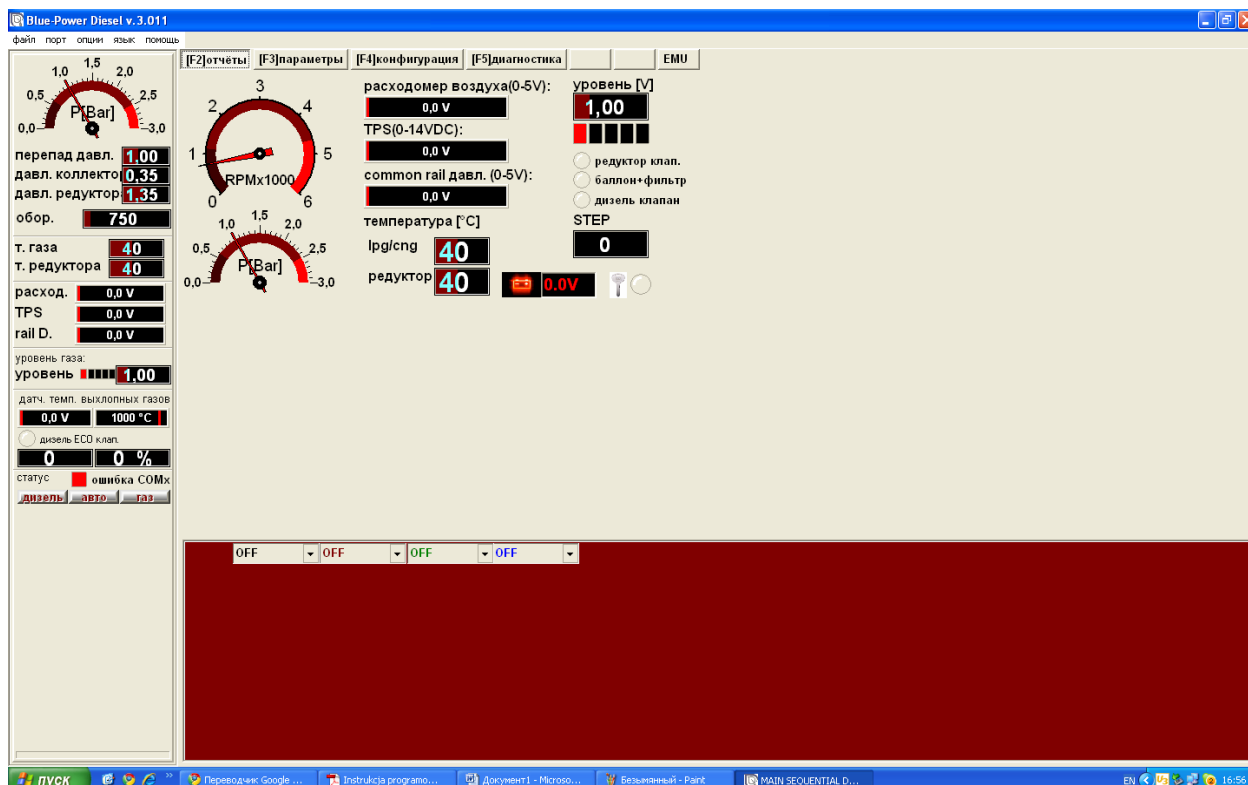 Blue-Power Diesel v.3.011
файл порт опции язык помощь
[F2]отчёты [F3]параметры [F4]конфигурация [F5]диагностика EMU
0,0 0,5 1,0 1,5 2,0 2,5 3,0
P[Bar]
перепад давл. 1,00
давл. коллектор 0,35
давл. редуктор 1,35
обор. 750
т. газа 40
т. редуктора 40
расход. 0,0 V
TPS 0,0 V
rail D. 0,0 V
уровень газа:
уровень 1,00
датч. темп. выхлопных газов
0,0 V 1000 °C
дизель ECO клап.
0 0 %
статус ошибка COMx
дизель авто газ
0 1 2 3 4 5 6
RPMx1000
0,0 0,5 1,0 1,5 2,0 2,5 3,0
P[Bar]
расходомер воздуха(0-5V):
0,0 V
TPS(0-14VDC):
0,0 V
common rail давл. (0-5V):
0,0 V
температура [°C]
lpg/cng 40
редуктор 40
0.0V
уровень [V]
1,00
редуктор клап.
баллон+фильтр
дизель клапан
STEP
0
OFF OFF OFF OFF
пуск Переводчик Google ... Instrukcja programo... Документ1 - Microso... Безымянный - Paint MAIN SEQUENTIAL D... EN 16:56